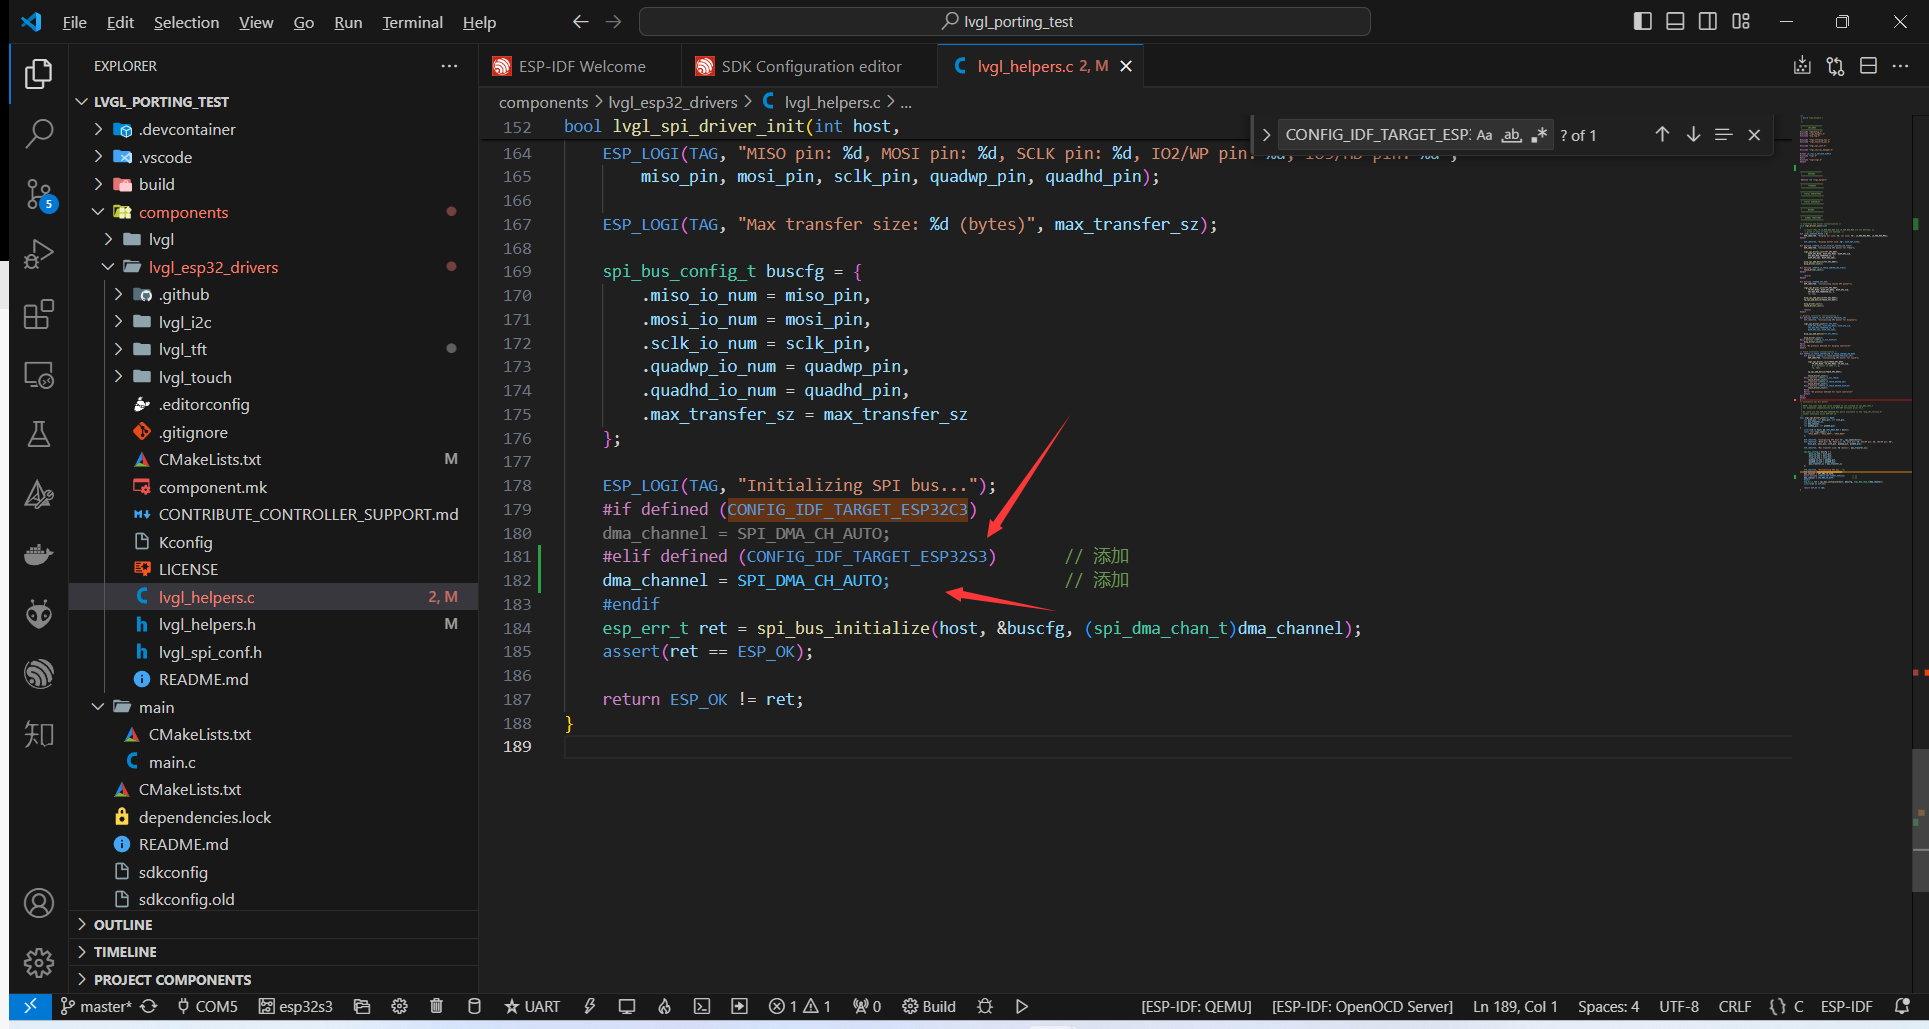 File Edit Selection View Go Run Terminal Help
lvgl_porting_test
EXPLORER
LVGL_PORTING_TEST
.devcontainer
.vscode
build
components
lvgl
lvgl_esp32_drivers
.github
lvgl_i2c
lvgl_tft
lvgl_touch
.editorconfig
.gitignore
CMakeLists.txt M
component.mk
CONTRIBUTE_CONTROLLER_SUPPORT.md
Kconfig
LICENSE
lvgl_helpers.c 2, M
lvgl_helpers.h M
lvgl_spi_conf.h
README.md
main
CMakeLists.txt
main.c
CMakeLists.txt
dependencies.lock
README.md
sdkconfig
sdkconfig.old
OUTLINE
TIMELINE
PROJECT COMPONENTS
5
知
ESP-IDF Welcome
SDK Configuration editor
lvgl_helpers.c 2, M
components > lvgl_esp32_drivers > C lvgl_helpers.c > ...
CONFIG_IDF_TARGET_ESP: Aa ab .* ? of 1
152 bool lvgl_spi_driver_init(int host,
164 ESP_LOGI(TAG, "MISO pin: %d, MOSI pin: %d, SCLK pin: %d, IO2/WP pin:
165 miso_pin, mosi_pin, sclk_pin, quadwp_pin, quadhd_pin);
166
167 ESP_LOGI(TAG, "Max transfer size: %d (bytes)", max_transfer_sz);
168
169 spi_bus_config_t buscfg = {
170 .miso_io_num = miso_pin,
171 .mosi_io_num = mosi_pin,
172 .sclk_io_num = sclk_pin,
173 .quadwp_io_num = quadwp_pin,
174 .quadhd_io_num = quadhd_pin,
175 .max_transfer_sz = max_transfer_sz
176 };
177
178 ESP_LOGI(TAG, "Initializing SPI bus...");
179 #if defined (CONFIG_IDF_TARGET_ESP32C3)
180 dma_channel = SPI_DMA_CH_AUTO;
181 #elif defined (CONFIG_IDF_TARGET_ESP32S3) // 添加
182 dma_channel = SPI_DMA_CH_AUTO; // 添加
183 #endif
184 esp_err_t ret = spi_bus_initialize(host, &buscfg, (spi_dma_chan_t)dma_channel);
185 assert(ret == ESP_OK);
186
187 return ESP_OK != ret;
188 }
189
master* COM5 esp32s3 UART 1 1 0 Build [ESP-IDF: QEMU] [ESP-IDF: OpenOCD Server] Ln 189, Col 1 Spaces: 4 UTF-8 CRLF {} C ESP-IDF